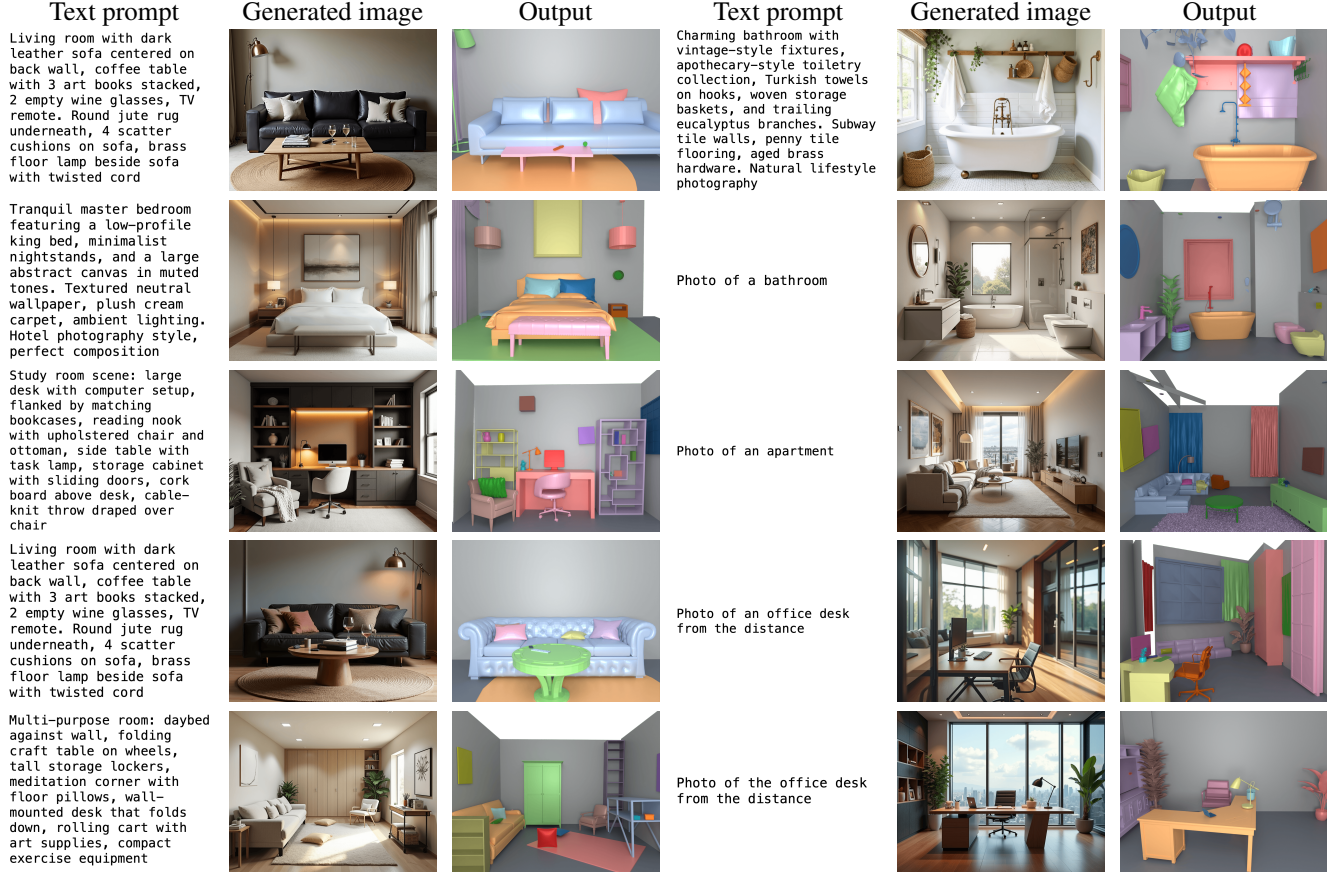 Text prompt
Generated image
Output
Text prompt
Generated image
Output
Living room with dark
leather sofa centered on
back wall, coffee table
with 3 art books stacked,
2 empty wine glasses, TV
remote. Round jute rug
underneath, 4 scatter
cushions on sofa, brass
floor lamp beside sofa
with twisted cord
Charming bathroom with
vintage-style fixtures,
apothecary-style toiletry
collection, Turkish towels
on hooks, woven storage
baskets, and trailing
eucalyptus branches. Subway
tile walls, penny tile
flooring, aged brass
hardware. Natural lifestyle
photography
Tranquil master bedroom
featuring a low-profile
king bed, minimalist
nightstands, and a large
abstract canvas in muted
tones. Textured neutral
wallpaper, plush cream
carpet, ambient lighting.
Hotel photography style,
perfect composition
Photo of a bathroom
Study room scene: large
desk with computer setup,
flanked by matching
bookcases, reading nook
with upholstered chair and
ottoman, side table with
task lamp, storage cabinet
with sliding doors, cork
board above desk, cable-
knit throw draped over
chair
Photo of an apartment
Living room with dark
leather sofa centered on
back wall, coffee table
with 3 art books stacked,
2 empty wine glasses, TV
remote. Round jute rug
underneath, 4 scatter
cushions on sofa, brass
floor lamp beside sofa
with twisted cord
Photo of an office desk
from the distance
Multi-purpose room: daybed
against wall, folding
craft table on wheels,
tall storage lockers,
meditation corner with
floor pillows, wall-
mounted desk that folds
down, rolling cart with
art supplies, compact
exercise equipment
Photo of the office desk
from the distance